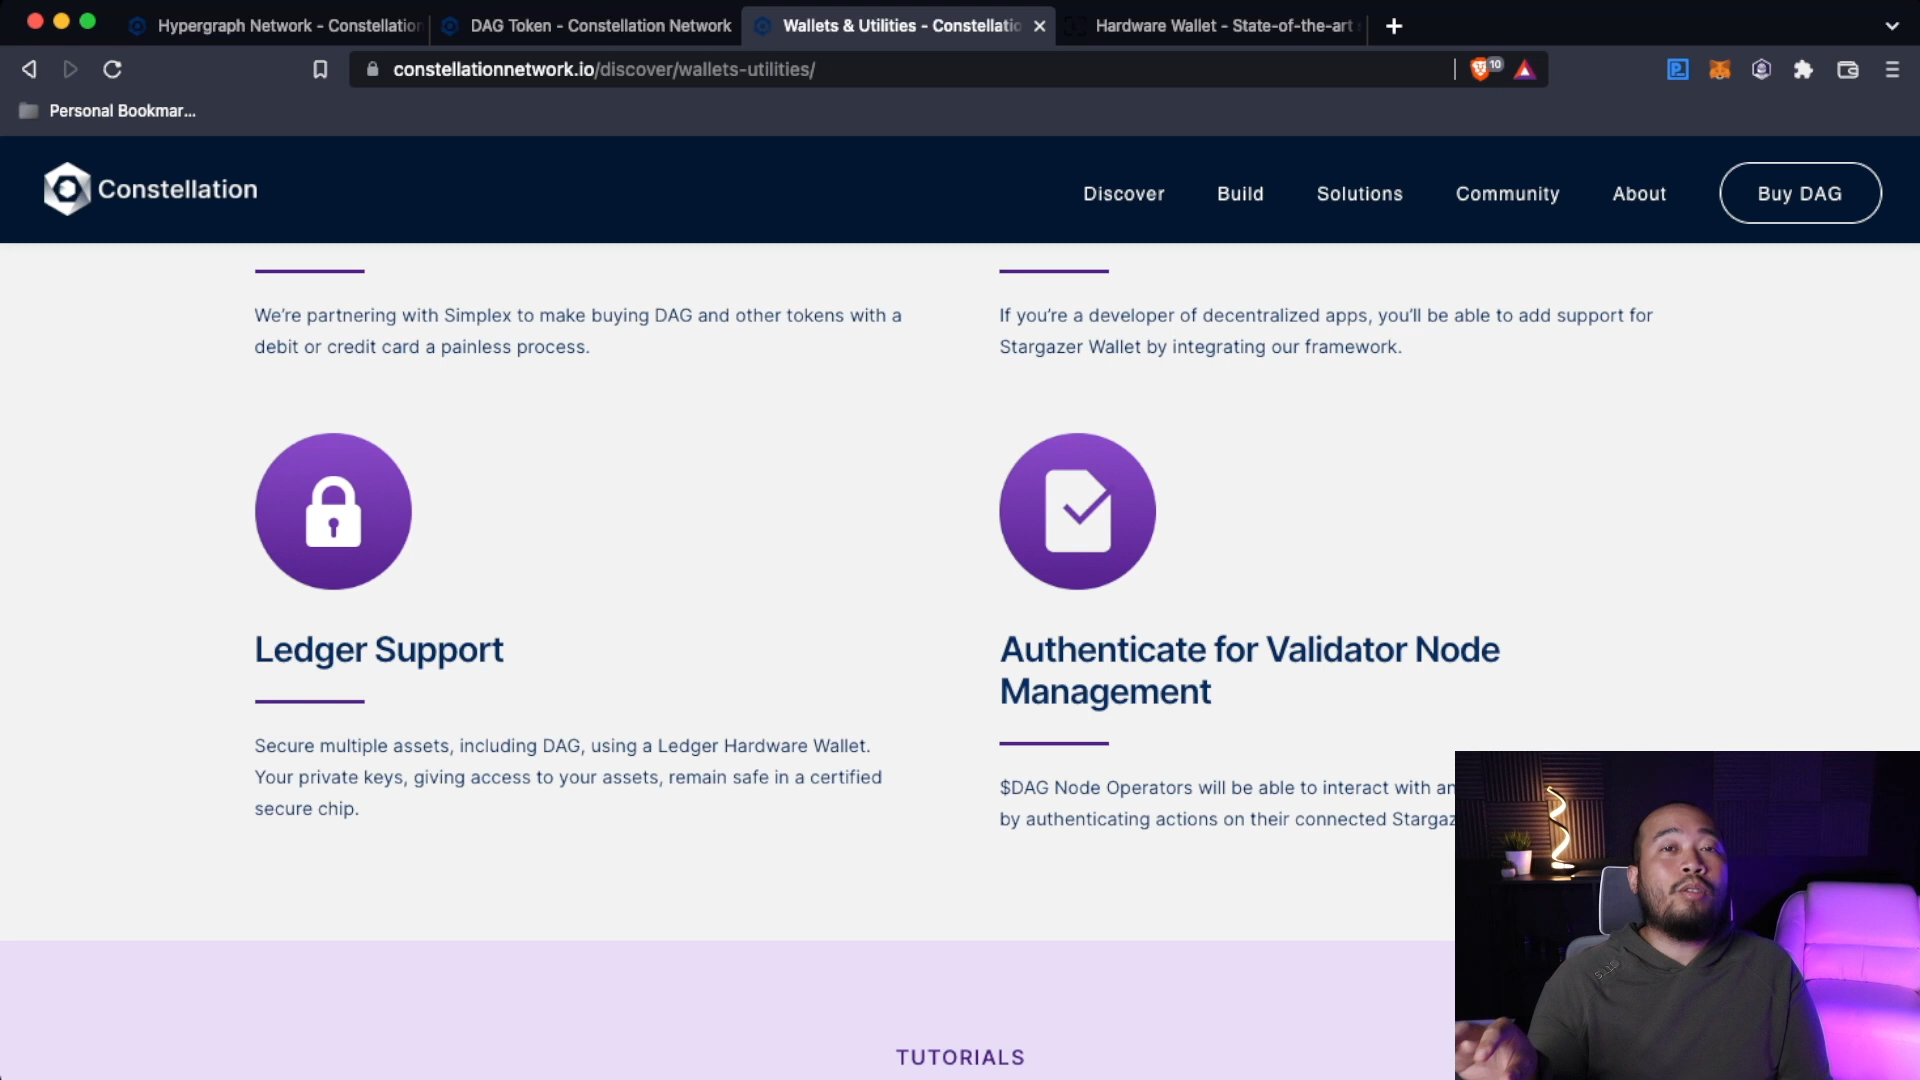 Hypergraph Network - Constellation
DAG Token - Constellation Network
Wallets & Utilities - Constellatio
Hardware Wallet - State-of-the-art
constellationnetwork.io/discover/wallets-utilities/
10
Personal Bookmar...
Constellation
Discover
Build
Solutions
Community
About
Buy DAG
We're partnering with Simplex to make buying DAG and other tokens with a
debit or credit card a painless process.
If you're a developer of decentralized apps, you'll be able to add support for
Stargazer Wallet by integrating our framework.
Ledger Support
Secure multiple assets, including DAG, using a Ledger Hardware Wallet.
Your private keys, giving access to your assets, remain safe in a certified
secure chip.
Authenticate for Validator Node
Management
$DAG Node Operators will be able to interact with an
by authenticating actions on their connected Stargaz
TUTORIALS